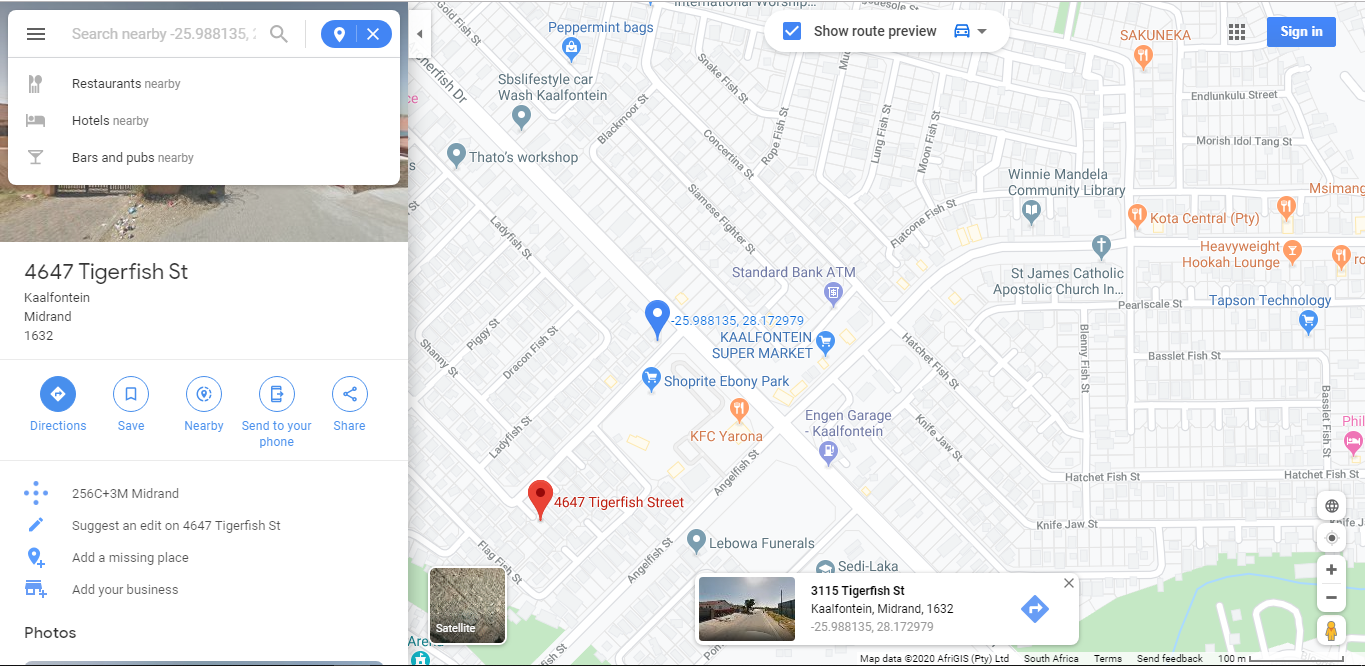 Search nearby -25.988135, 2
Restaurants nearby
Hotels nearby
Bars and pubs nearby
4647 Tigerfish St
Kaalfontein
Midrand
1632
Directions
Save
Nearby
Send to your
phone
Share
256C+3M Midrand
Suggest an edit on 4647 Tigerfish St
Add a missing place
Add your business
Photos
Show route preview
Sign in
International Worship...
Peppermint bags
SAKUNEKA
Sbslifestyle car
Wash Kaalfontein
Snake Fish St
Endlunkulu Street
Blackmoor St
Concertina St
Rope Fish St
Lung Fish St
Moon Fish St
Morish Idol Tang St
Thato's workshop
Winnie Mandela
Community Library
Msimang
Kota Central (Pty)
Siamese Fighter St
Flatcone Fish St
Ladyfish St
Heavyweight
Hookah Lounge
Standard Bank ATM
St James Catholic
Apostolic Church In...
Pearlscale St
Tapson Technology
-25.988135, 28.172979
KAALFONTEIN
SUPER MARKET
Piggy St
Dracon Fish St
Shanny St
Hatchet Fish St
Blenny Fish St
Basslet Fish St
Shoprite Ebony Park
Basslet Fish St
KFC Yarona
Engen Garage
- Kaalfontein
Phil
Ladyfish St
Knife Jaw St
Angelfish St
Hatchet Fish St
Hatchet Fish St
4647 Tigerfish Street
Knife Jaw St
Knife J
Flag Fish St
Lebowa Funerals
Sedi-Laka
Satellite
3115 Tigerfish St
Kaalfontein, Midrand, 1632
-25.988135, 28.172979
Map data ©2020 AfriGIS (Pty) Ltd
South Africa
Terms
Send feedback
100 m